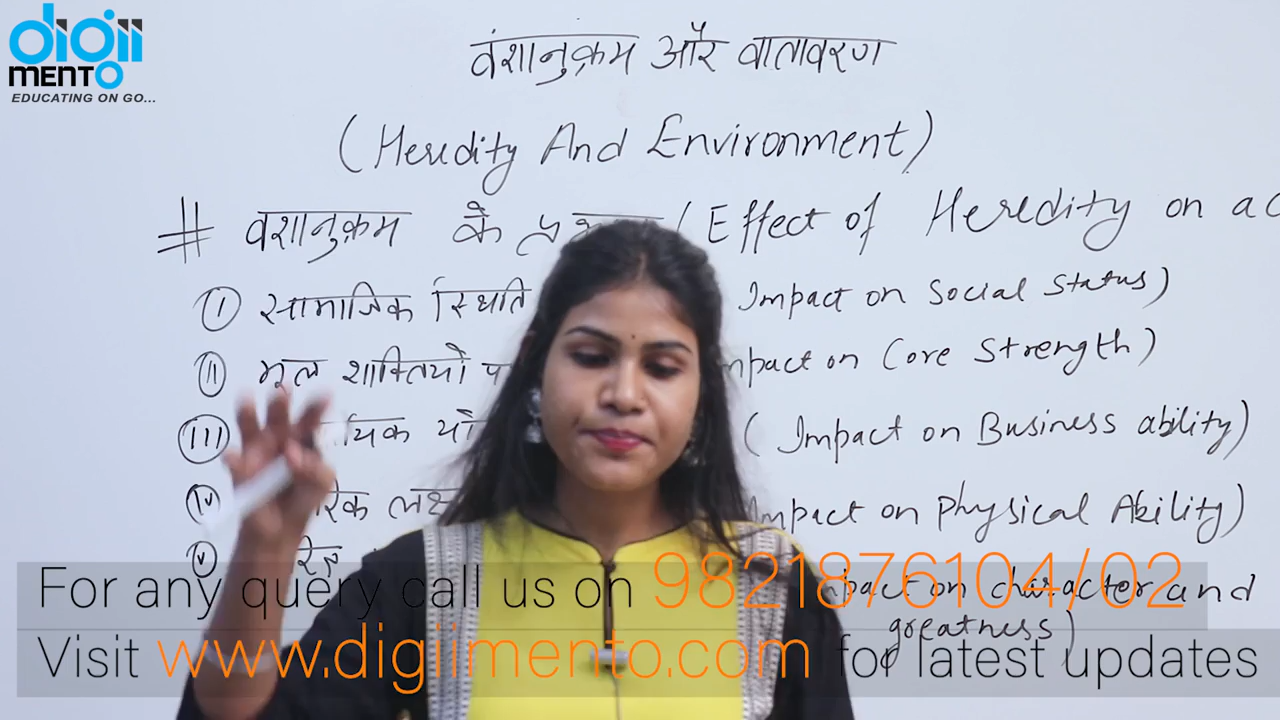 digii
MENTO
EDUCATING ON GO...
वंशानुक्रम और वातावरण
(Heredity And Environment)
# वंशानुक्रम के / Effect of Heredity on a
(I) सामाजिक स्थिति Impact on Social Status)
(II) मूल शक्तियों Impact on Core Strength)
(III) (Impact on Business ability)
(IV) Impact on Physical Ability)
(V) Impact on character and
greatness)
For any query call us on 9821876104/02
Visit www.digiimento.com for latest updates